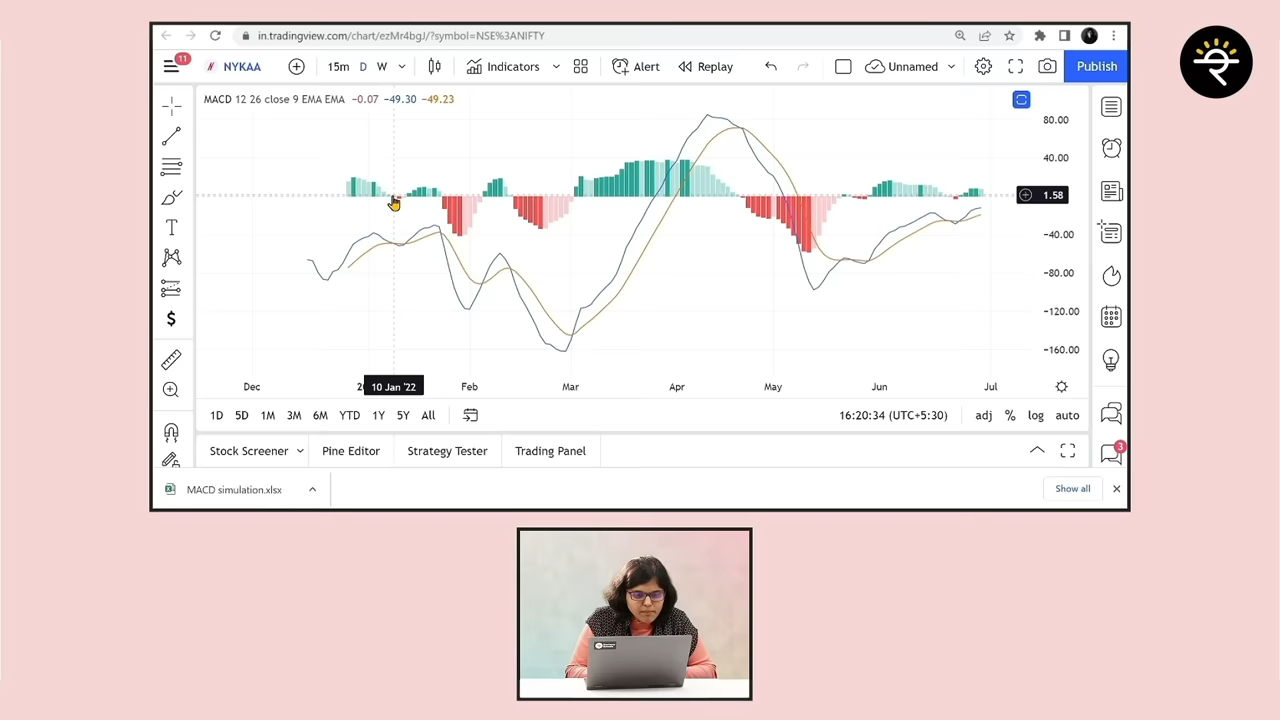 in.tradingview.com/chart/ezMr4bgJ/?symbol=NSE%3ANIFTY
11
NYKAA 15m D W Indicators Alert Replay Unnamed Publish
MACD 12 26 close 9 EMA EMA −0.07 −49.30 −49.23
80.00
40.00
1.58
−40.00
−80.00
−120.00
−160.00
Dec 10 Jan '22 Feb Mar Apr May Jun Jul
1D 5D 1M 3M 6M YTD 1Y 5Y All 16:20:34 (UTC+5:30) adj % log auto
Stock Screener Pine Editor Strategy Tester Trading Panel
3
MACD simulation.xlsx Show all